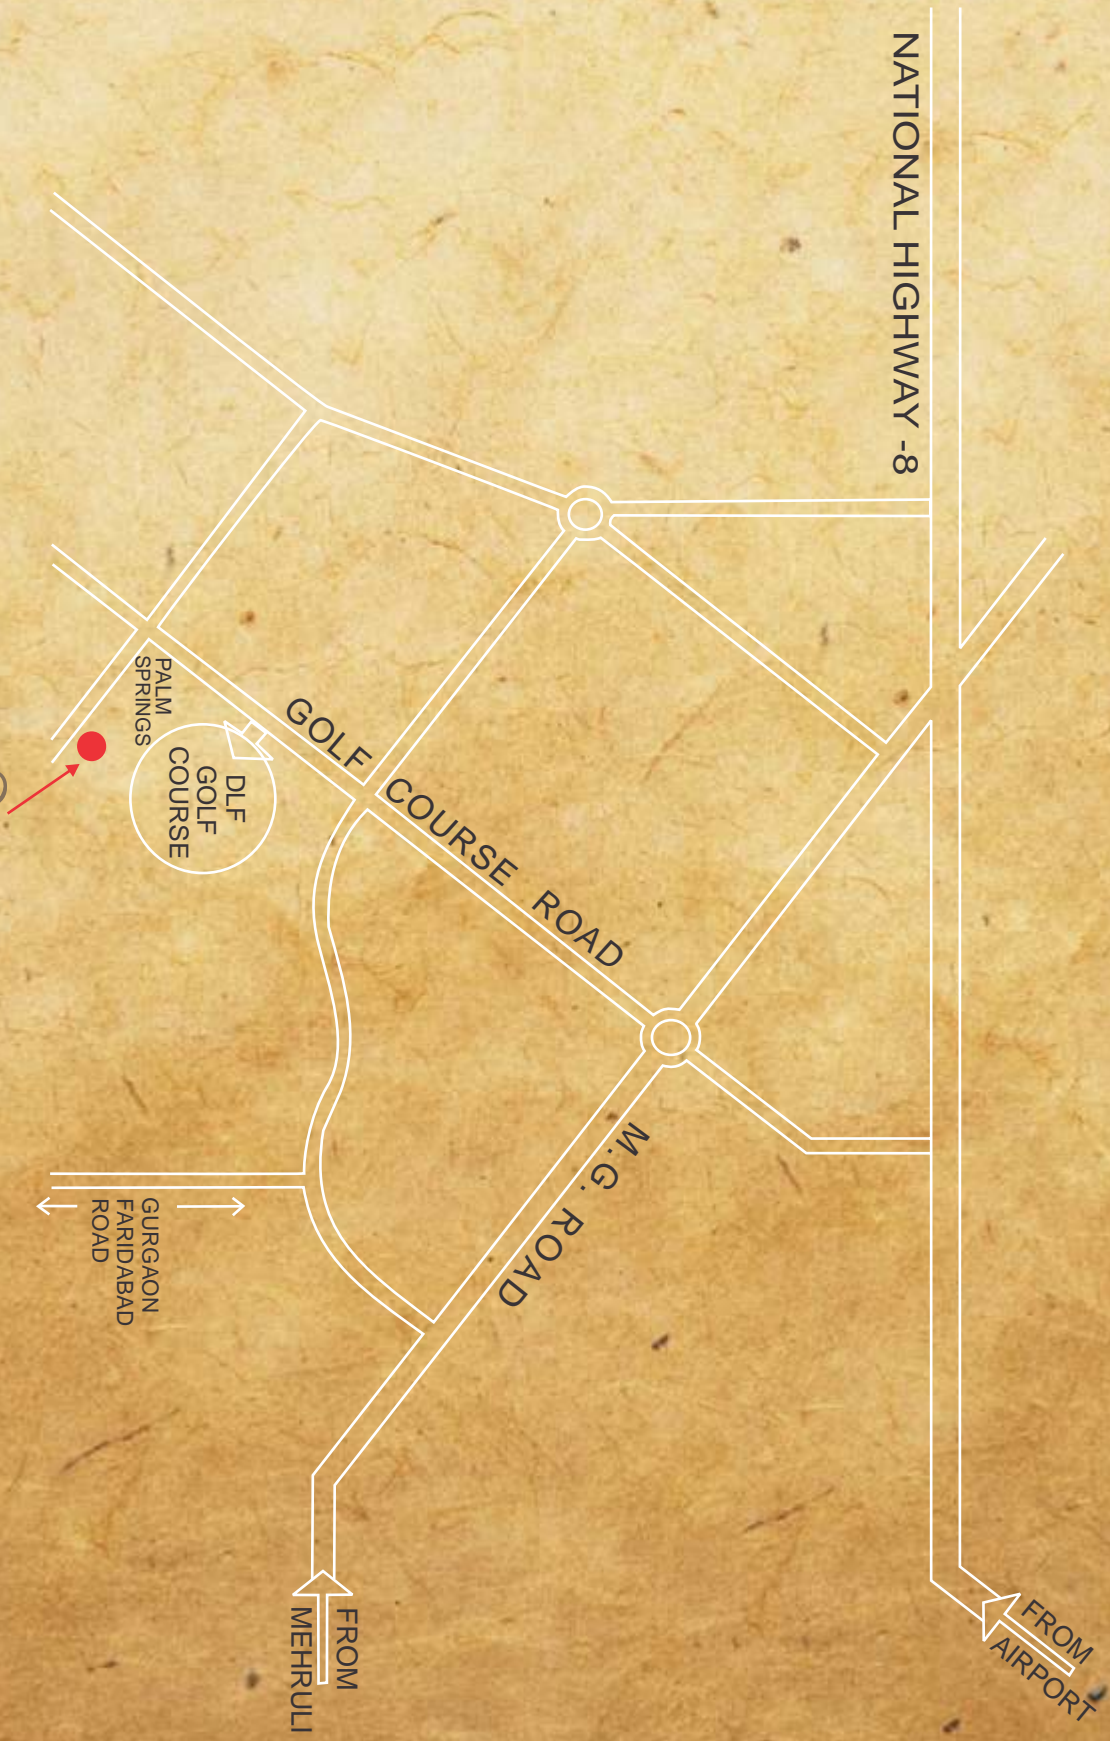 NATIONAL HIGHWAY -8
FROM
AIRPORT
GOLF COURSE ROAD
M.G. ROAD
PALM
SPRINGS
DLF
GOLF
COURSE
GURGAON
FARIDABAD
ROAD
FROM
MEHRULI